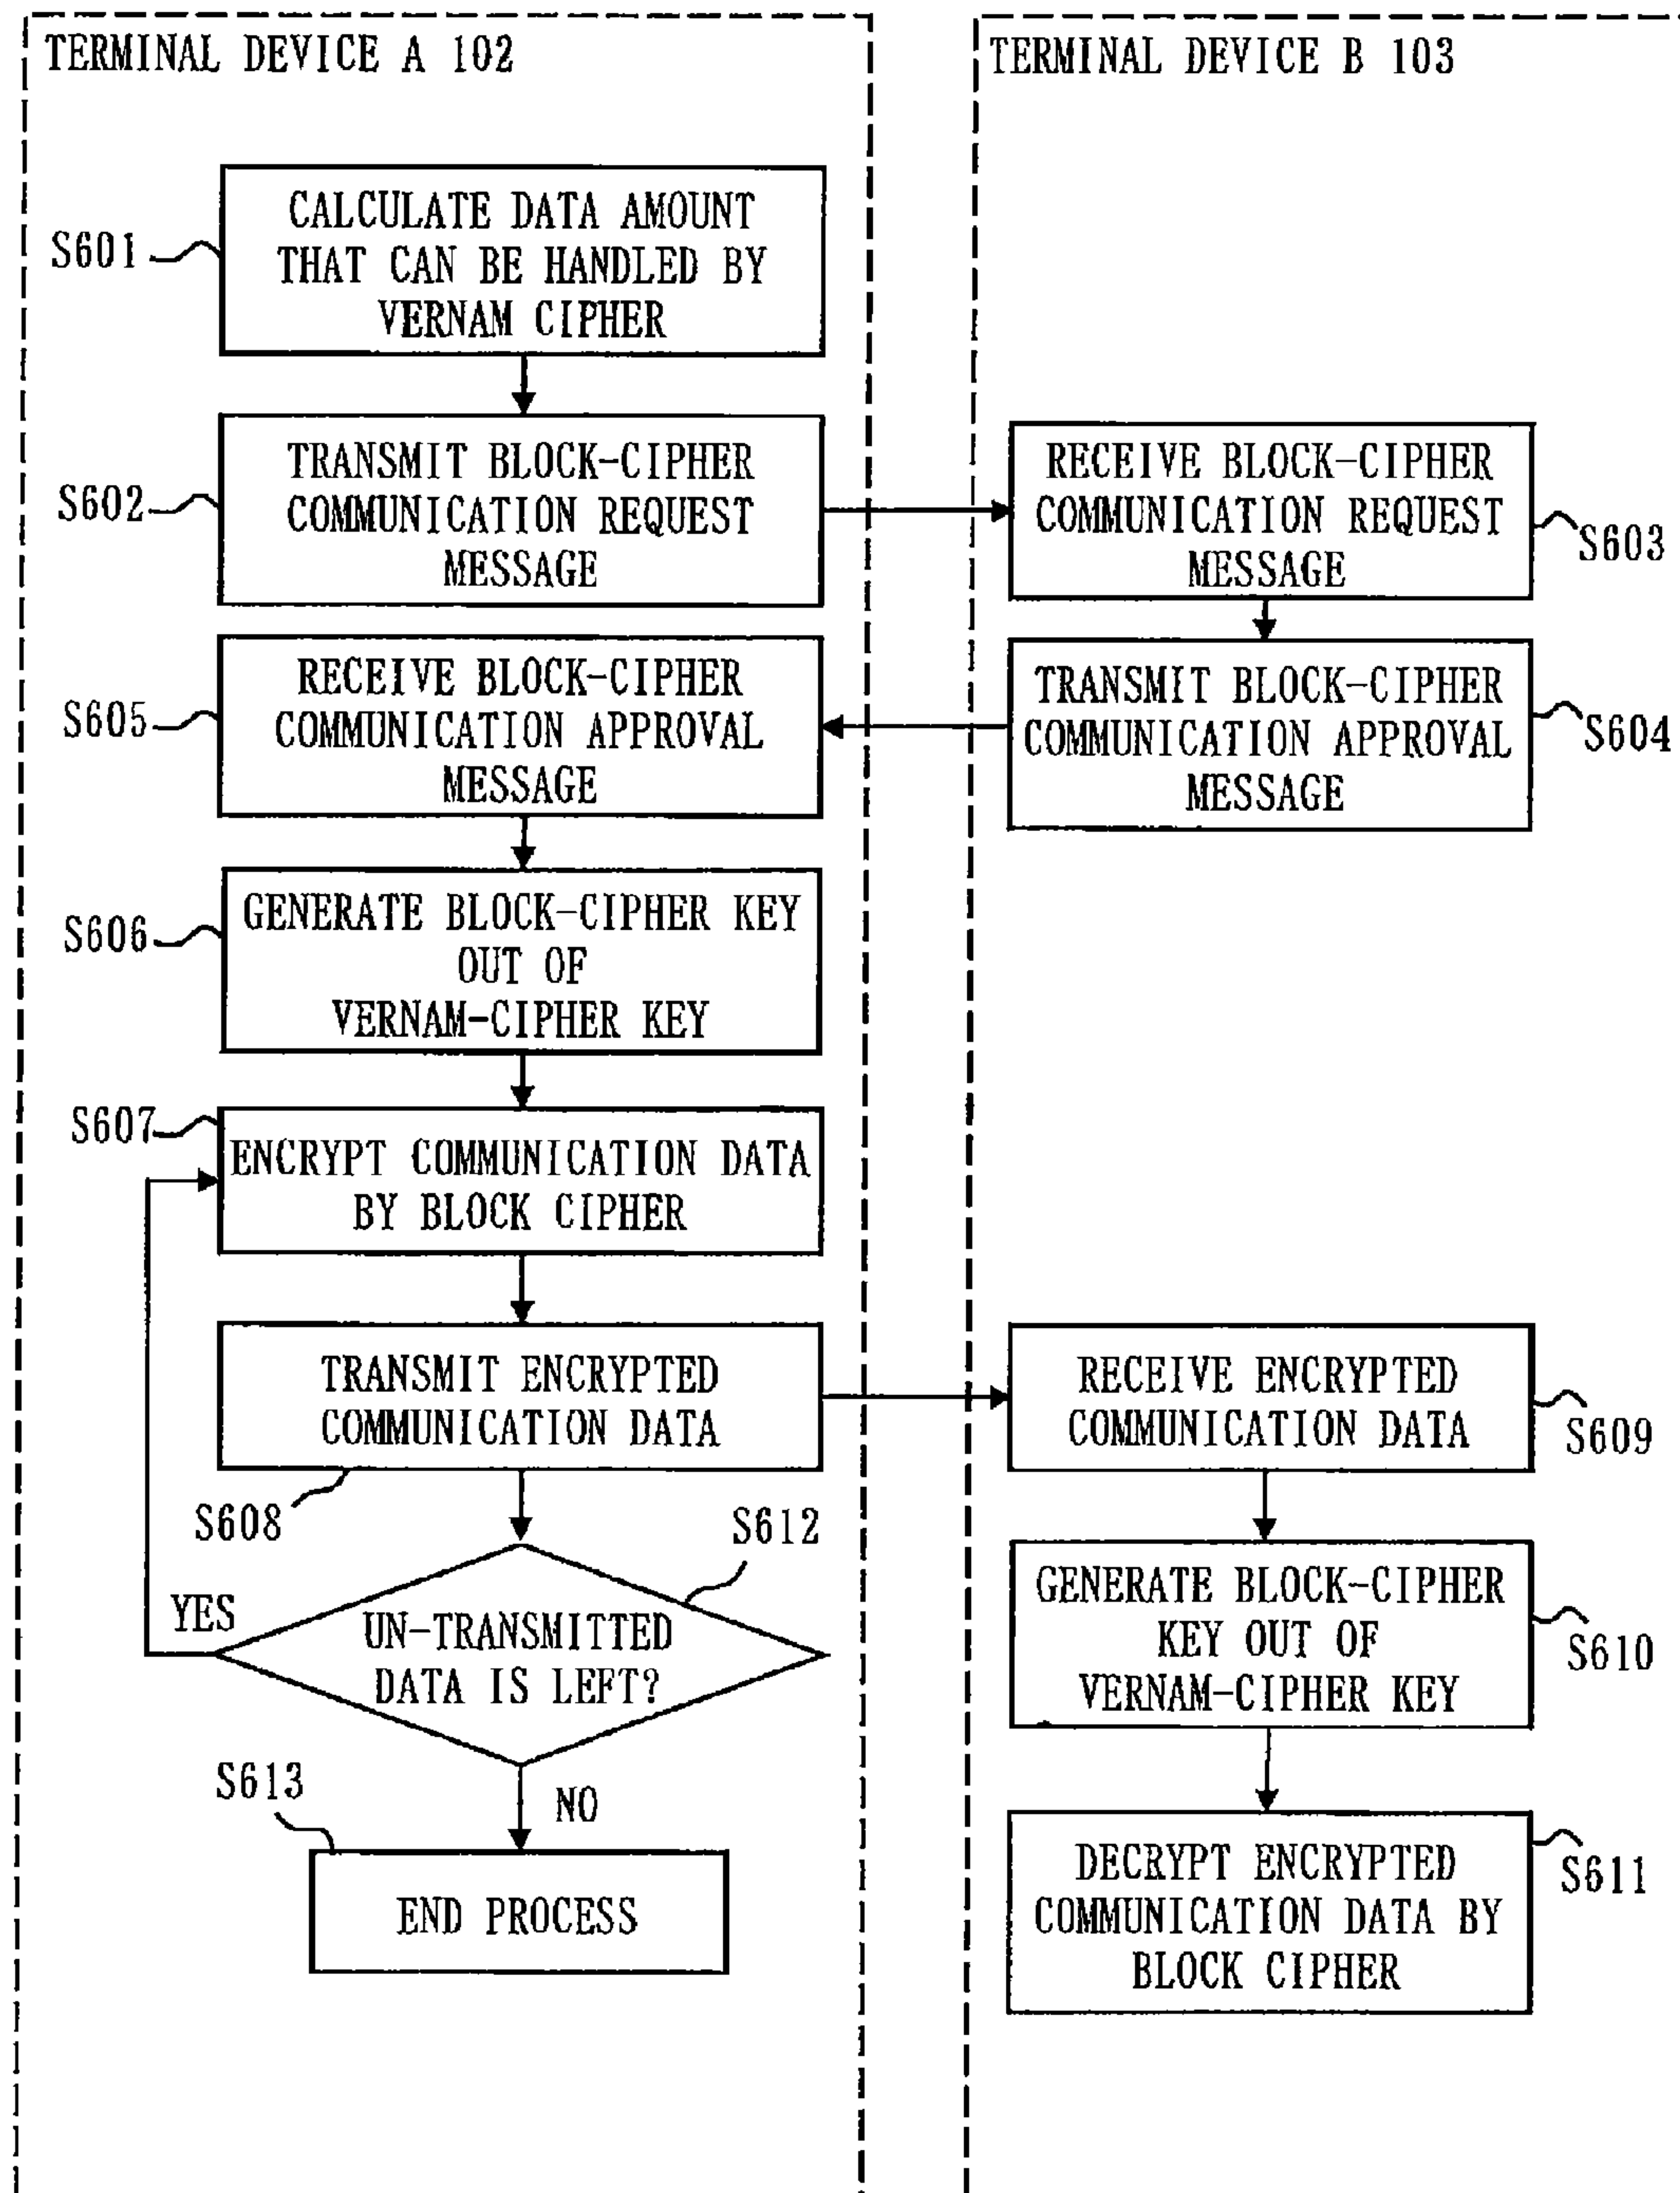 TERMINAL DEVICE A 102
TERMINAL DEVICE B 103
S601
CALCULATE DATA AMOUNT
THAT CAN BE HANDLED BY
VERNAM CIPHER
S602
TRANSMIT BLOCK-CIPHER
COMMUNICATION REQUEST
MESSAGE
RECEIVE BLOCK-CIPHER
COMMUNICATION REQUEST
MESSAGE
S603
S605
RECEIVE BLOCK-CIPHER
COMMUNICATION APPROVAL
MESSAGE
TRANSMIT BLOCK-CIPHER
COMMUNICATION APPROVAL
MESSAGE
S604
S606
GENERATE BLOCK-CIPHER KEY
OUT OF
VERNAM-CIPHER KEY
S607
ENCRYPT COMMUNICATION DATA
BY BLOCK CIPHER
TRANSMIT ENCRYPTED
COMMUNICATION DATA
S608
RECEIVE ENCRYPTED
COMMUNICATION DATA
S609
S612
YES
UN-TRANSMITTED
DATA IS LEFT?
GENERATE BLOCK-CIPHER
KEY OUT OF
VERNAM-CIPHER KEY
S610
S613
NO
END PROCESS
DECRYPT ENCRYPTED
COMMUNICATION DATA BY
BLOCK CIPHER
S611